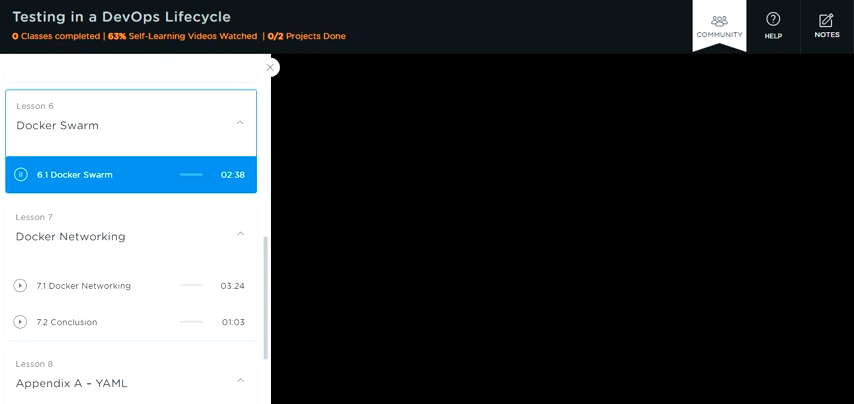 Testing in a DevOps Lifecycle
0 Classes completed | 63% Self-Learning Videos Watched | 0/2 Projects Done
COMMUNITY
HELP
NOTES
Lesson 6
Docker Swarm
6.1 Docker Swarm 02:38
Lesson 7
Docker Networking
7.1 Docker Networking 03:24
7.2 Conclusion 01:03
Lesson 8
Appendix A – YAML